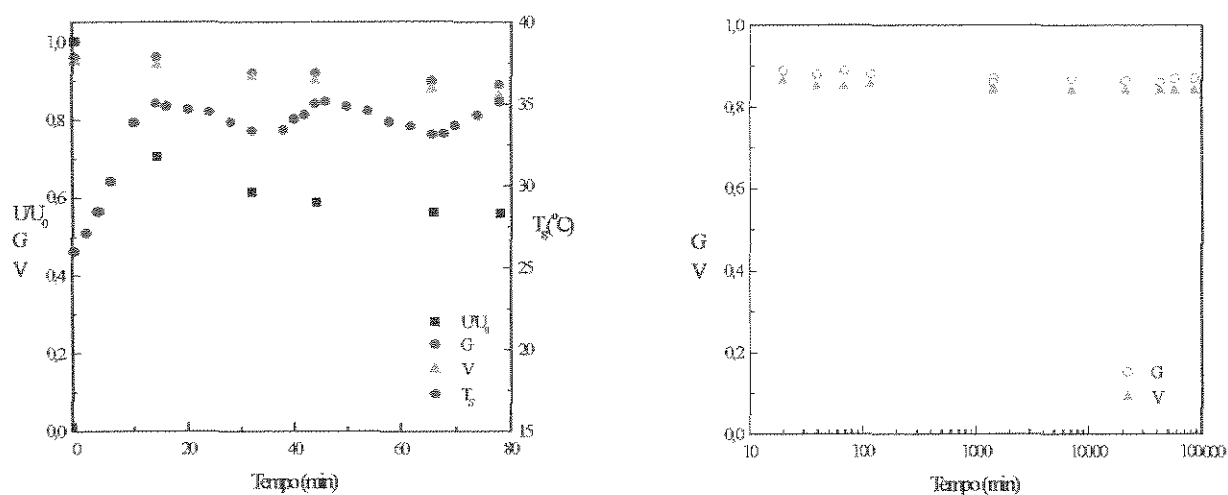 1,0
0,8
0,6
0,4
0,2
0,0
U/U₀
G
V
40
35
30
25
20
15
Tₛ(°C)
U/U₀
G
V
Tₛ
0 20 40 60 80
Tempo (min)
1,0
0,8
0,6
0,4
0,2
0,0
G
V
G
V
10 100 1000 10000 100000
Tempo (min)